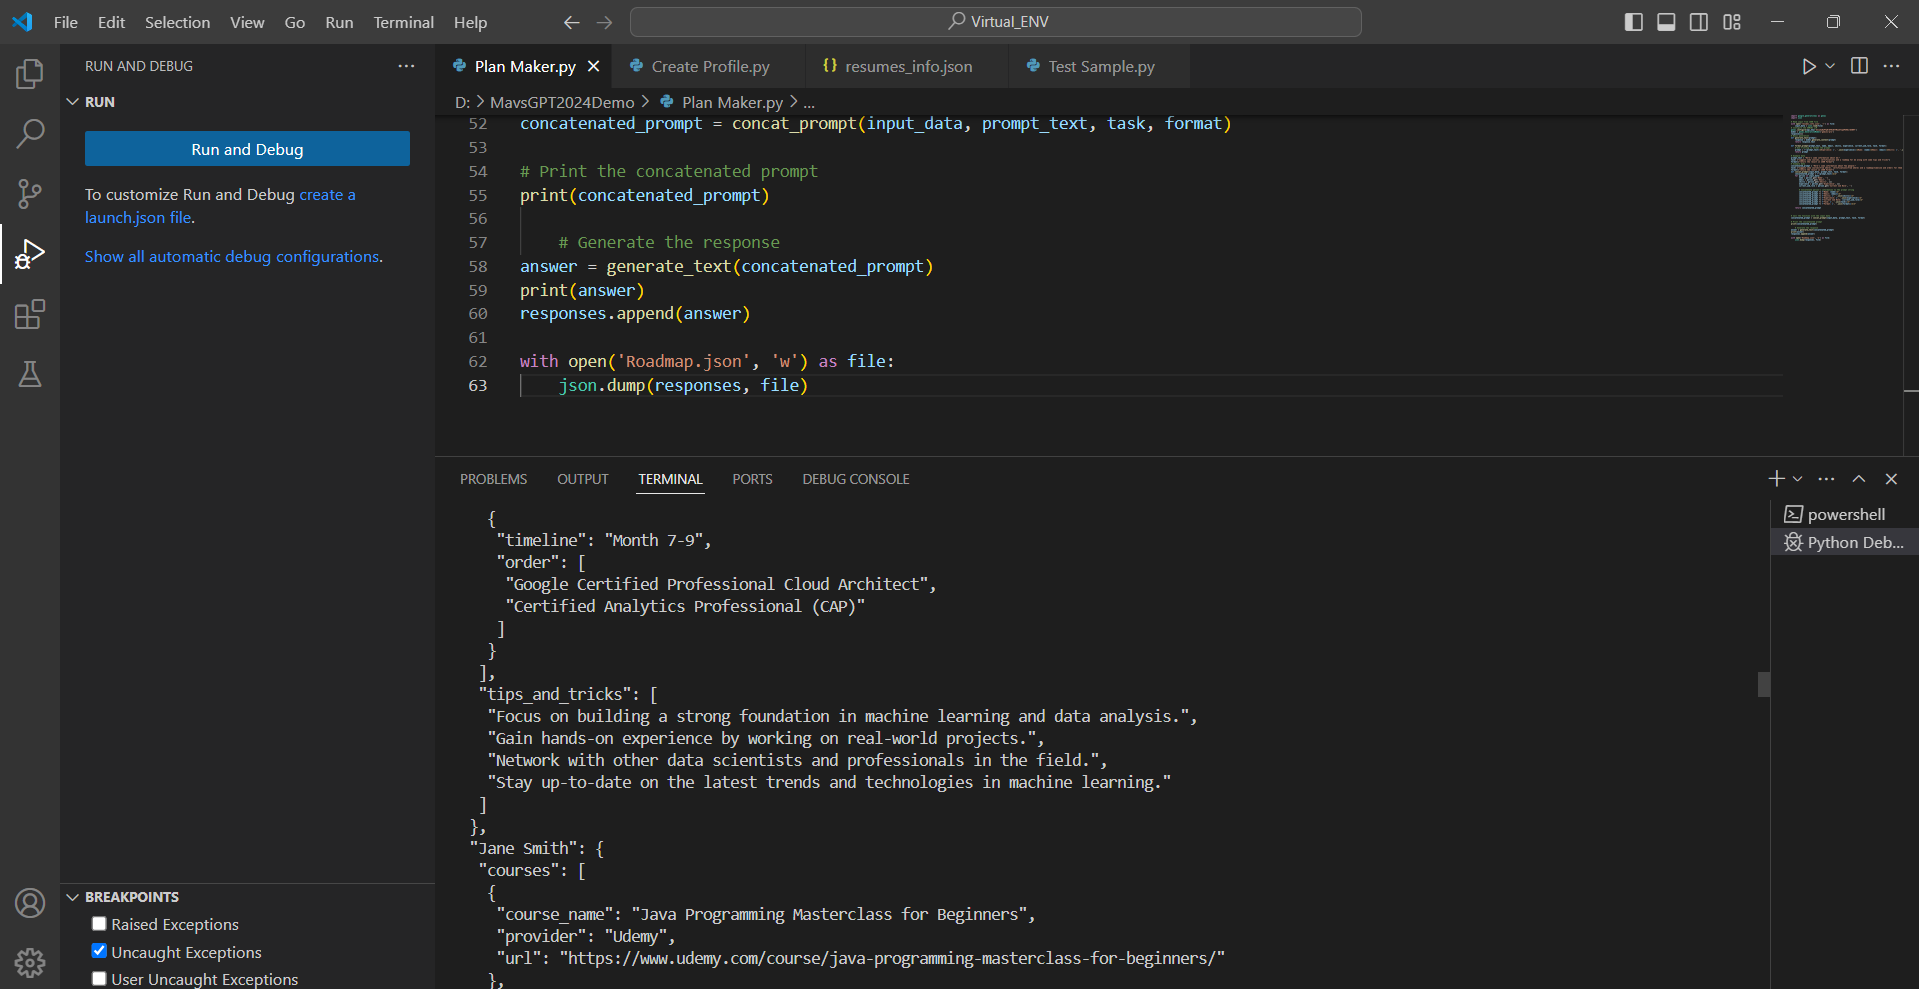 File Edit Selection View Go Run Terminal Help
Virtual_ENV
RUN AND DEBUG
RUN
Run and Debug
To customize Run and Debug create a
launch.json file.
Show all automatic debug configurations.
BREAKPOINTS
Raised Exceptions
Uncaught Exceptions
User Uncaught Exceptions
Plan Maker.py Create Profile.py {} resumes_info.json Test Sample.py
D: > MavsGPT2024Demo > Plan Maker.py > ...
52 concatenated_prompt = concat_prompt(input_data, prompt_text, task, format)
53
54 # Print the concatenated prompt
55 print(concatenated_prompt)
56
57 # Generate the response
58 answer = generate_text(concatenated_prompt)
59 print(answer)
60 responses.append(answer)
61
62 with open('Roadmap.json', 'w') as file:
63 json.dump(responses, file)
PROBLEMS OUTPUT TERMINAL PORTS DEBUG CONSOLE
{
"timeline": "Month 7-9",
"order": [
"Google Certified Professional Cloud Architect",
"Certified Analytics Professional (CAP)"
]
}
],
"tips_and_tricks": [
"Focus on building a strong foundation in machine learning and data analysis.",
"Gain hands-on experience by working on real-world projects.",
"Network with other data scientists and professionals in the field.",
"Stay up-to-date on the latest trends and technologies in machine learning."
]
},
"Jane Smith": {
"courses": [
{
"course_name": "Java Programming Masterclass for Beginners",
"provider": "Udemy",
"url": "https://www.udemy.com/course/java-programming-masterclass-for-beginners/"
},
powershell
Python Deb...